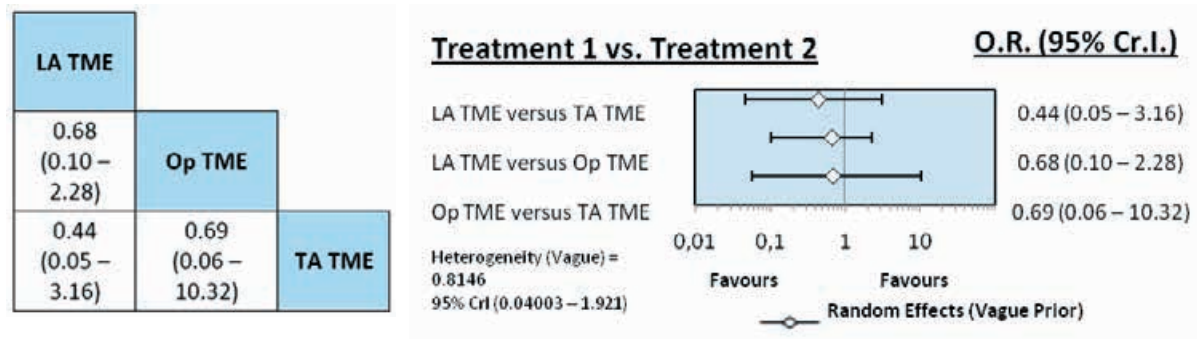 LA TME
0.68
(0.10 –
2.28)
Op TME
0.44
(0.05 –
3.16)
0.69
(0.06 –
10.32)
TA TME
Treatment 1 vs. Treatment 2
O.R. (95% Cr.I.)
LA TME versus TA TME
0.44 (0.05 – 3.16)
LA TME versus Op TME
0.68 (0.10 – 2.28)
Op TME versus TA TME
0.69 (0.06 – 10.32)
0,01 0,1 1 10
Heterogeneity (Vague) =
0.8146
95% CrI (0.04003 – 1.921)
Favours Favours
Random Effects (Vague Prior)